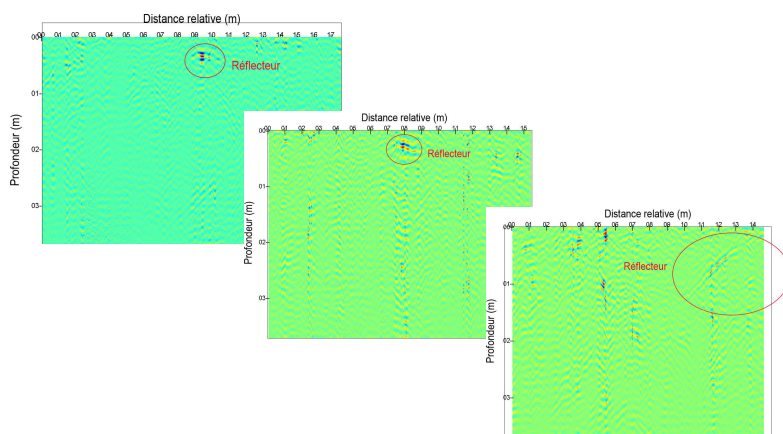 Distance relative (m)
00 01 02 03 04 05 06 07 08 09 10 11 12 13 14 15 16 17
00
Réflecteur
01
Profondeur (m)
02
03
Distance relative (m)
00 01 02 03 04 05 06 07 08 09 10 11 12 13 14 15
00
Réflecteur
01
Profondeur (m)
02
03
Distance relative (m)
00 01 02 03 04 05 06 07 08 09 10 11 12 13 14
00
Réflecteur
01
Profondeur (m)
02
03